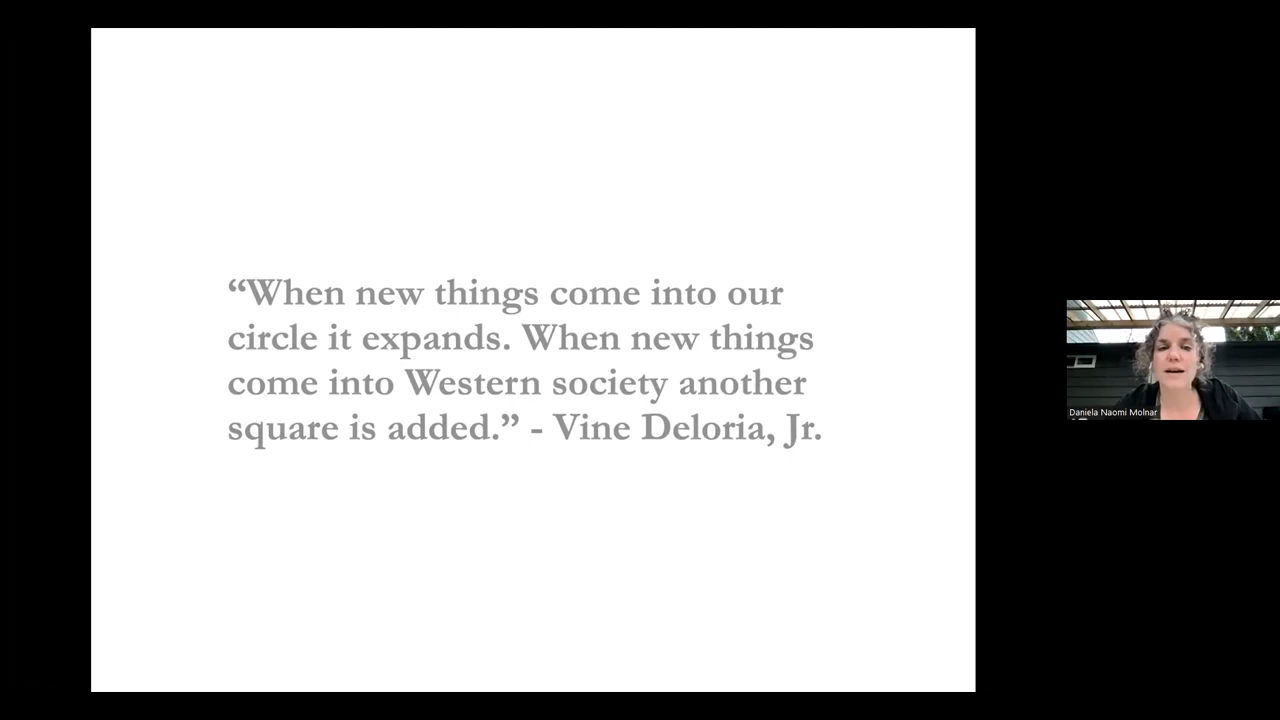 “When new things come into our
circle it expands. When new things
come into Western society another
square is added.” - Vine Deloria, Jr.
Daniela Naomi Molnar